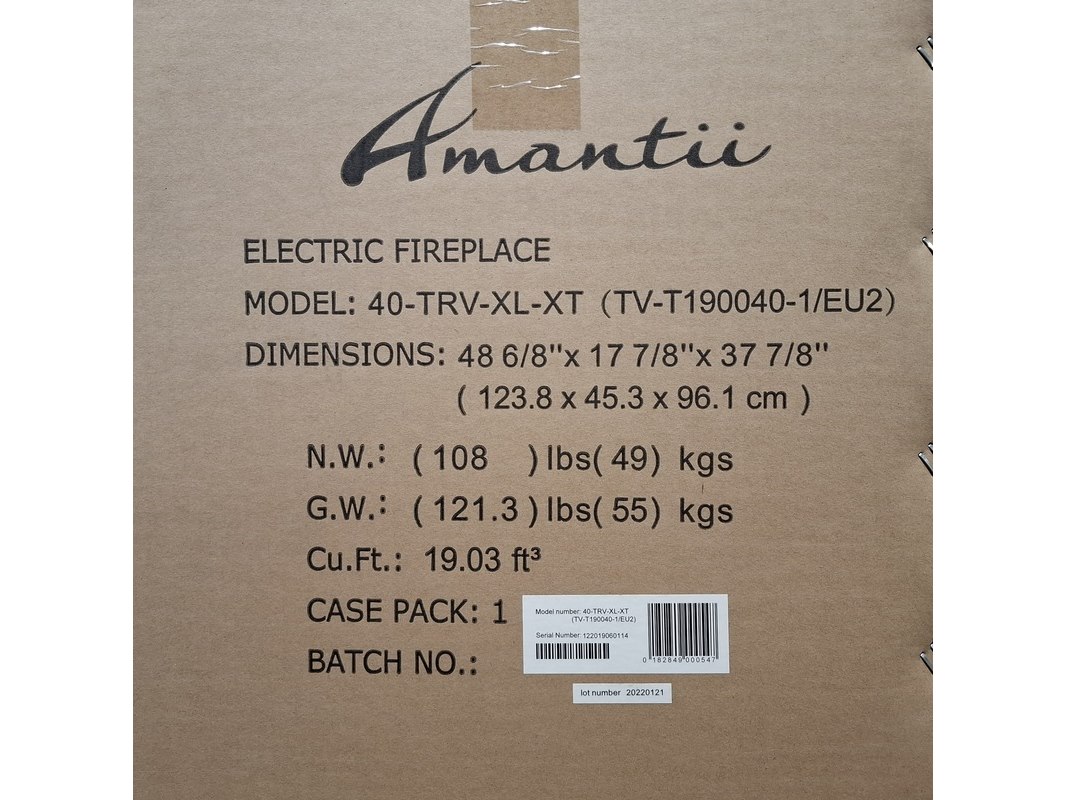 Amantii
ELECTRIC FIREPLACE
MODEL: 40-TRV-XL-XT (TV-T190040-1/EU2)
DIMENSIONS: 48 6/8"x 17 7/8"x 37 7/8"
( 123.8 x 45.3 x 96.1 cm )
N.W.: ( 108 ) lbs( 49) kgs
G.W.: ( 121.3 ) lbs( 55) kgs
Cu.Ft.: 19.03 ft³
CASE PACK: 1
BATCH NO.:
Model number: 40-TRV-XL-XT
(TV-T190040-1/EU2)
Serial Number: 122019060114
0 182849 000547
lot number 20220121